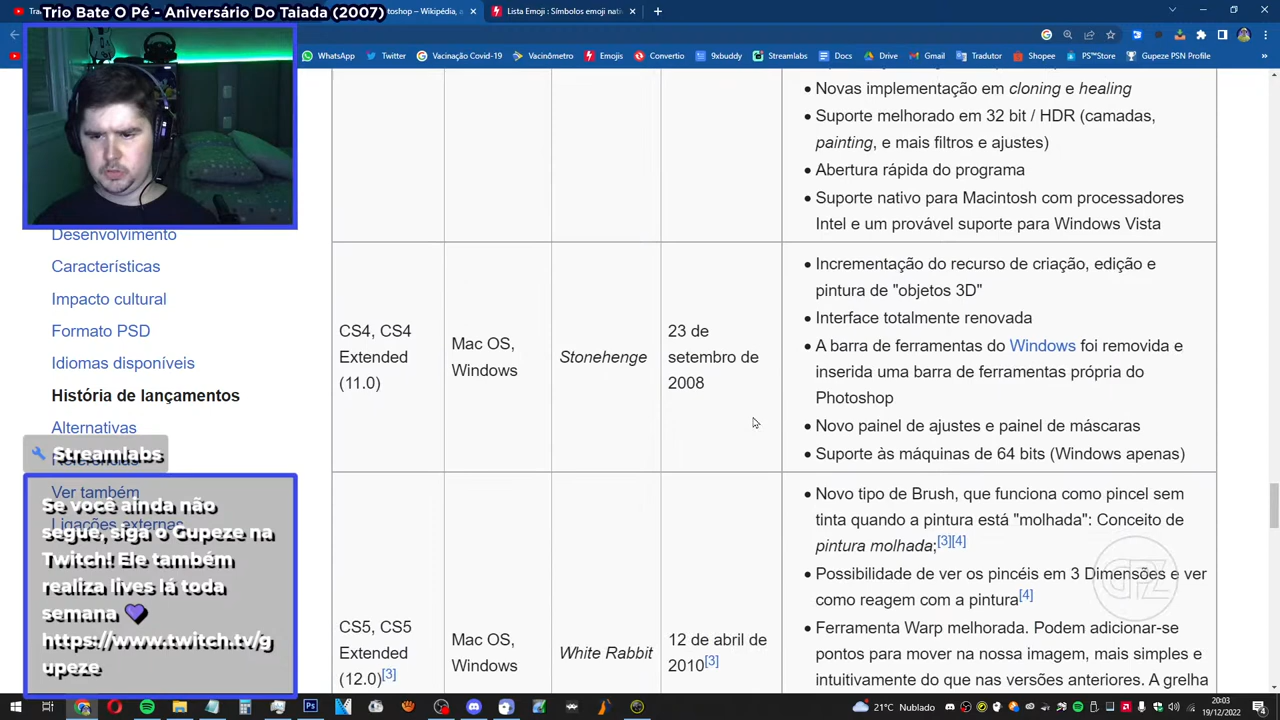 Trio Bate O Pé - Aniversário Do Taiada (2007)
toshop – Wikipédia, a
Lista Emoji : Símbolos emoji nati
WhatsApp
Twitter
Vacinação Covid-19
Vacinômetro
Emojis
Convertio
9xbuddy
Streamlabs
Docs
Drive
Gmail
Tradutor
Shopee
PS™Store
Gupeze PSN Profile
»
Novas implementação em cloning e healing
Suporte melhorado em 32 bit / HDR (camadas,
painting, e mais filtros e ajustes)
Abertura rápida do programa
Suporte nativo para Macintosh com processadores
Intel e um provável suporte para Windows Vista
Desenvolvimento
Características
Impacto cultural
Formato PSD
Idiomas disponíveis
História de lançamentos
Alternativas
Referências
Ver também
Ligações externas
CS4, CS4
Extended
(11.0)
Mac OS,
Windows
Stonehenge
23 de
setembro de
2008
Incrementação do recurso de criação, edição e
pintura de "objetos 3D"
Interface totalmente renovada
A barra de ferramentas do Windows foi removida e
inserida uma barra de ferramentas própria do
Photoshop
Novo painel de ajustes e painel de máscaras
Suporte às máquinas de 64 bits (Windows apenas)
CS5, CS5
Extended
(12.0)[3]
Mac OS,
Windows
White Rabbit
12 de abril de
2010[3]
Novo tipo de Brush, que funciona como pincel sem
tinta quando a pintura está "molhada": Conceito de
pintura molhada;[3][4]
Possibilidade de ver os pincéis em 3 Dimensões e ver
como reagem com a pintura[4]
Ferramenta Warp melhorada. Podem adicionar-se
pontos para mover na nossa imagem, mais simples e
intuitivamente do que nas versões anteriores. A grelha
Streamlabs
Se você ainda não
segue, siga o Gupeze na
Twitch! Ele também
realiza lives lá toda
semana 💜
https://www.twitch.tv/g
upeze
GPZ
21°C Nublado
20:03
19/12/2022